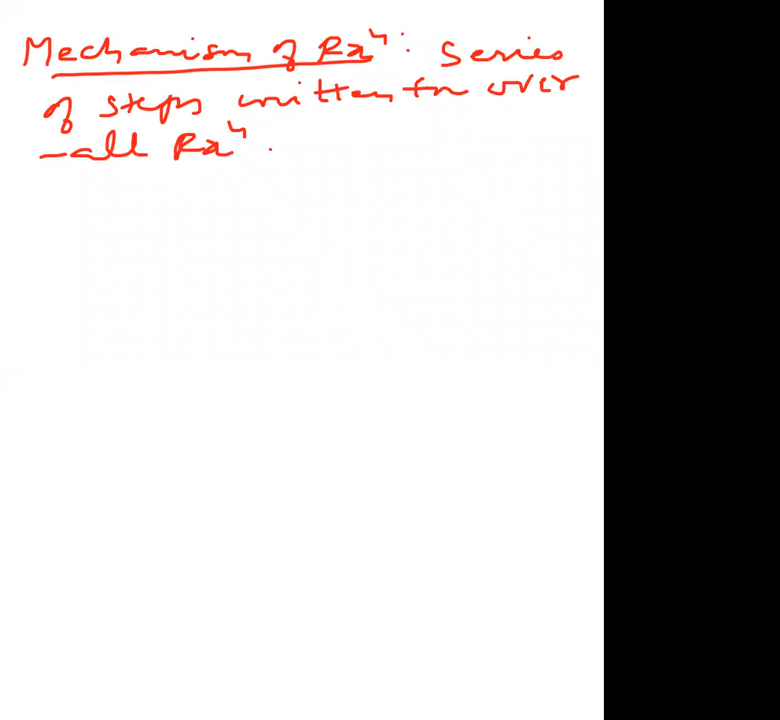 Mechanism of Rxⁿ: Series
of steps written for over
-all Rxⁿ.